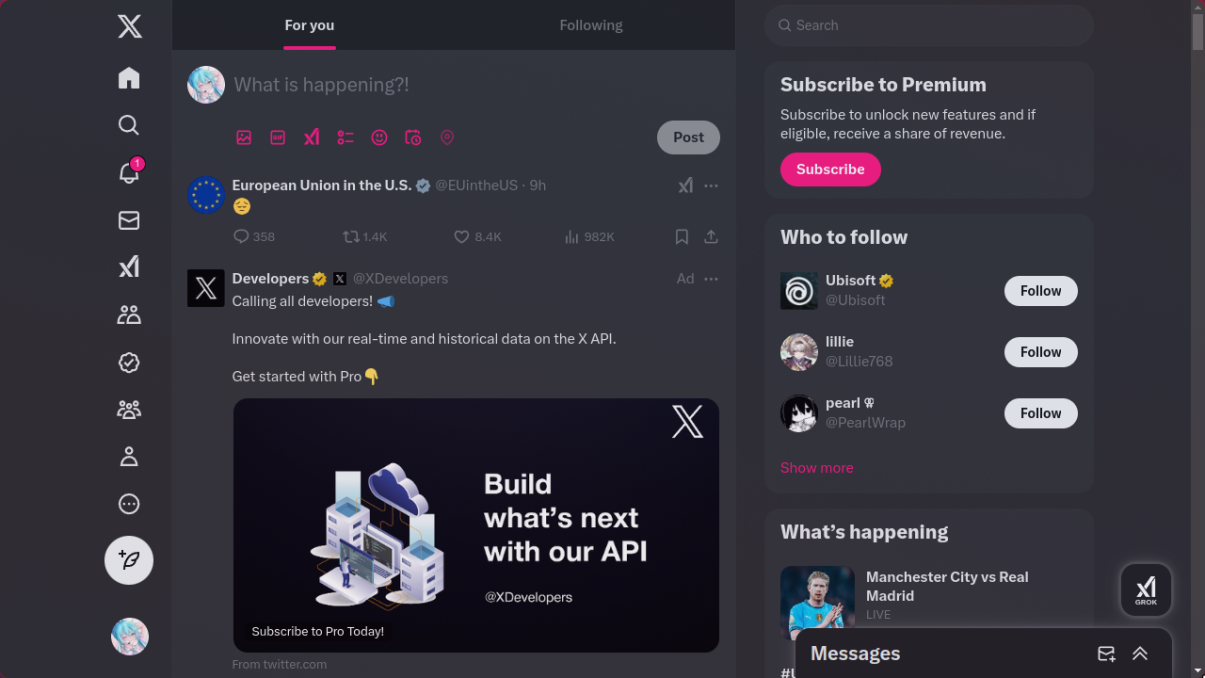 For you
Following
What is happening?!
GIF
Post
1
European Union in the U.S. @EUintheUS · 9h
😔
358 1.4K 8.4K 982K
Developers @XDevelopers Ad
Calling all developers! 📣
Innovate with our real-time and historical data on the X API.
Get started with Pro👇
Build
what's next
with our API
@XDevelopers
Subscribe to Pro Today!
From twitter.com
Search
Subscribe to Premium
Subscribe to unlock new features and if
eligible, receive a share of revenue.
Subscribe
Who to follow
Ubisoft
@Ubisoft
Follow
lillie
@Lillie768
Follow
pearl
@PearlWrap
Follow
Show more
What’s happening
Manchester City vs Real
Madrid
LIVE
GROK
Messages